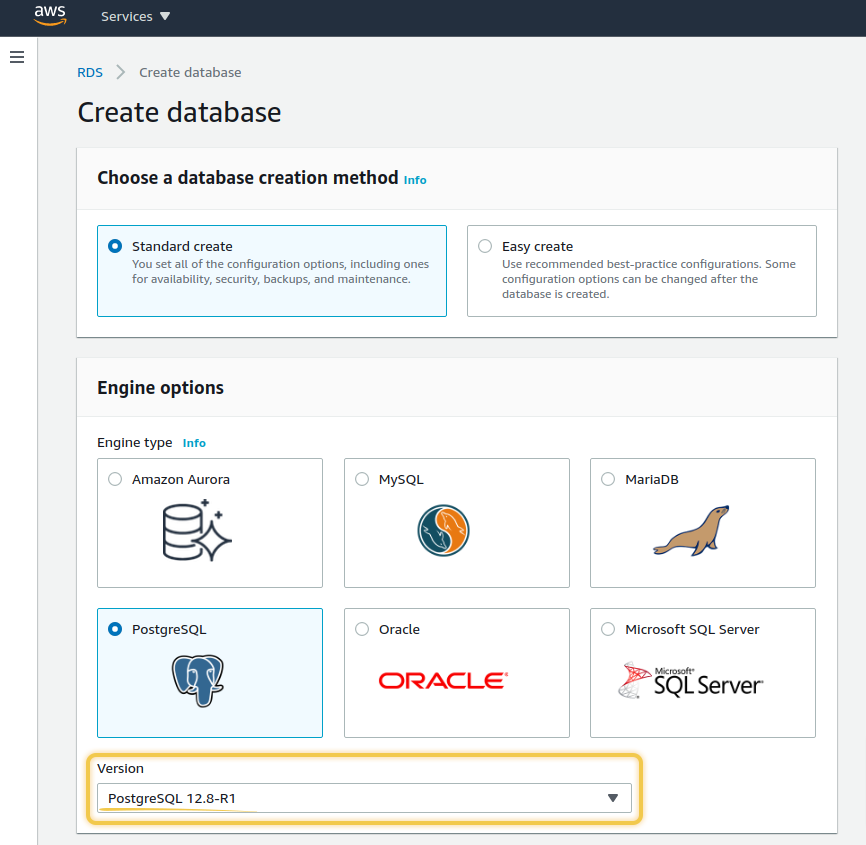 aws
Services
RDS
Create database
Create database
Choose a database creation method Info
Standard create
You set all of the configuration options, including ones
for availability, security, backups, and maintenance.
Easy create
Use recommended best-practice configurations. Some
configuration options can be changed after the
database is created.
Engine options
Engine type Info
Amazon Aurora
MySQL
MariaDB
PostgreSQL
Oracle
ORACLE®
Microsoft SQL Server
Microsoft®
SQL Server
Version
PostgreSQL 12.8-R1